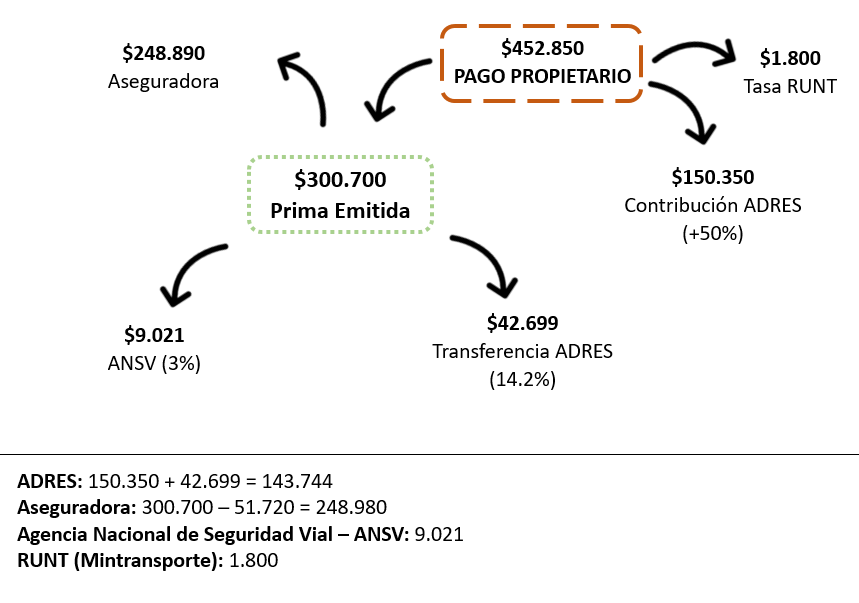 $452.850
PAGO PROPIETARIO
$248.890
Aseguradora
$1.800
Tasa RUNT
$300.700
Prima Emitida
$150.350
Contribución ADRES
(+50%)
$9.021
ANSV (3%)
$42.699
Transferencia ADRES
(14.2%)
ADRES: 150.350 + 42.699 = 143.744
Aseguradora: 300.700 – 51.720 = 248.980
Agencia Nacional de Seguridad Vial – ANSV: 9.021
RUNT (Mintransporte): 1.800